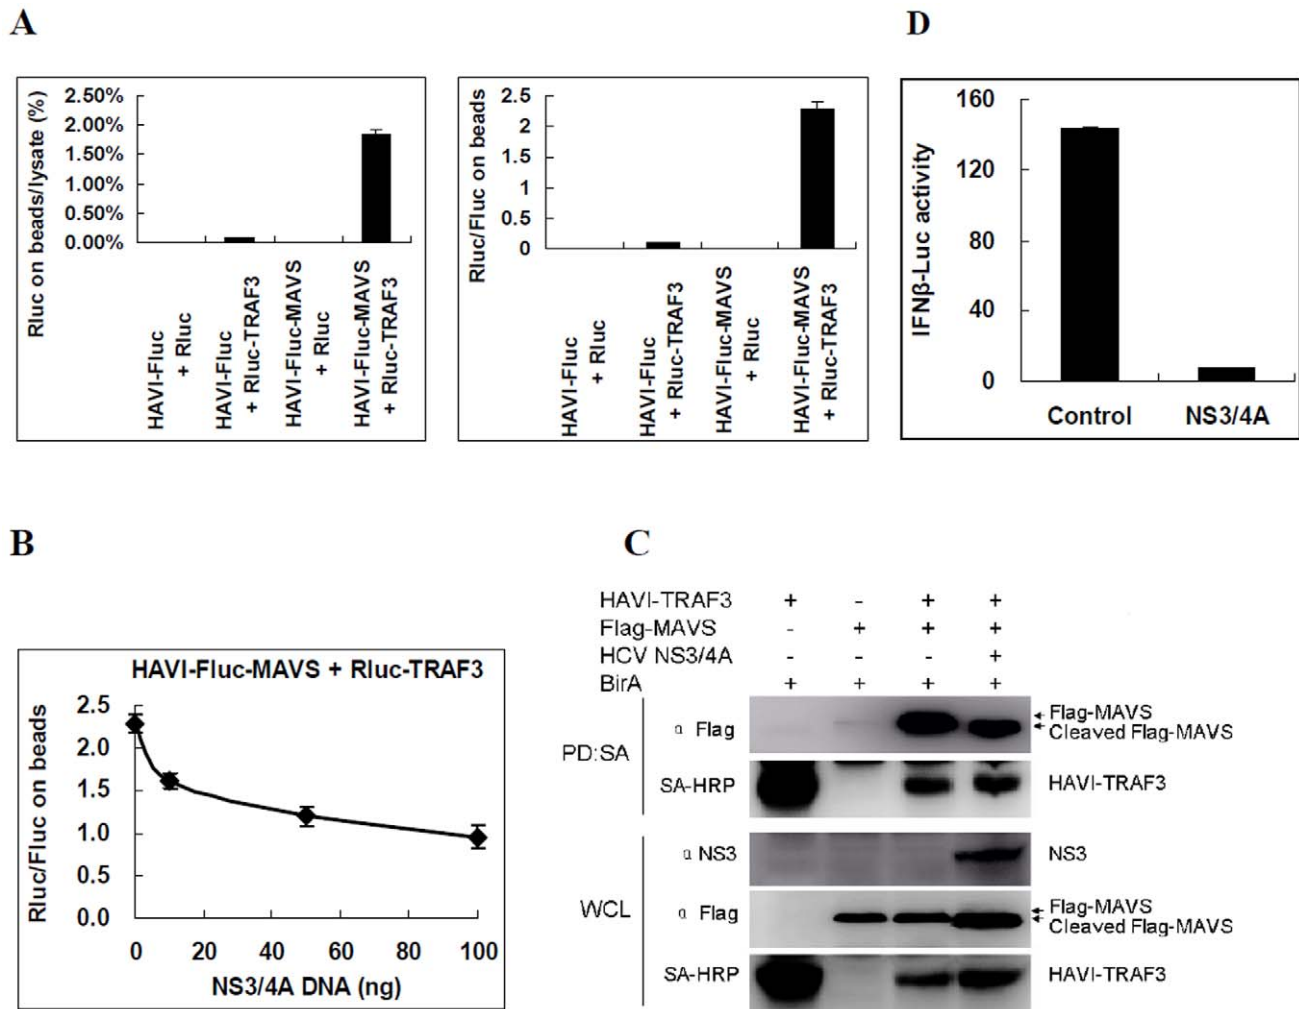 A
2.50%
2.00%
1.50%
1.00%
0.50%
0.00%
Rluc on beads/lysate (%)
HAVI-Fluc
+ Rluc
HAVI-Fluc
+ Rluc-TRAF3
HAVI-Fluc-MAVS
+ Rluc
HAVI-Fluc-MAVS
+ Rluc-TRAF3
2.5
2
1.5
1
0.5
0
Rluc/Fluc on beads
HAVI-Fluc
+ Rluc
HAVI-Fluc
+ Rluc-TRAF3
HAVI-Fluc-MAVS
+ Rluc
HAVI-Fluc-MAVS
+ Rluc-TRAF3
D
160
120
80
40
0
IFNβ-Luc activity
Control NS3/4A
B
HAVI-Fluc-MAVS + Rluc-TRAF3
2.5
2.0
1.5
1.0
0.5
0.0
Rluc/Fluc on beads
0 20 40 60 80 100
NS3/4A DNA (ng)
C
HAVI-TRAF3 + - + +
Flag-MAVS - + + +
HCV NS3/4A - - - +
BirA + + + +
PD:SA
α Flag
Flag-MAVS
Cleaved Flag-MAVS
SA-HRP
HAVI-TRAF3
WCL
α NS3
NS3
α Flag
Flag-MAVS
Cleaved Flag-MAVS
SA-HRP
HAVI-TRAF3